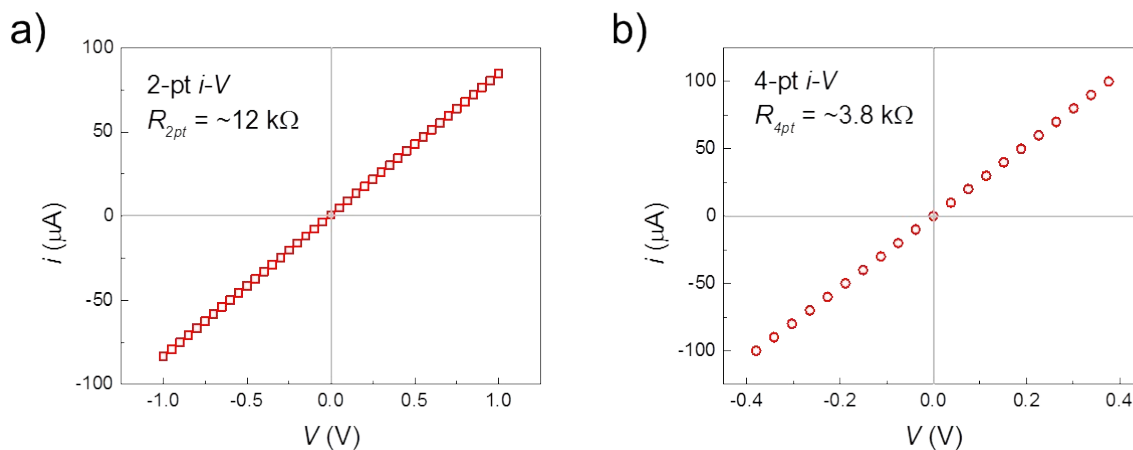 a)
2-pt i-V
R2pt = ~12 kΩ
100
50
0
-50
-100
i (μA)
-1.0 -0.5 0.0 0.5 1.0
V (V)
b)
4-pt i-V
R4pt = ~3.8 kΩ
100
50
0
-50
-100
i (μA)
-0.4 -0.2 0.0 0.2 0.4
V (V)